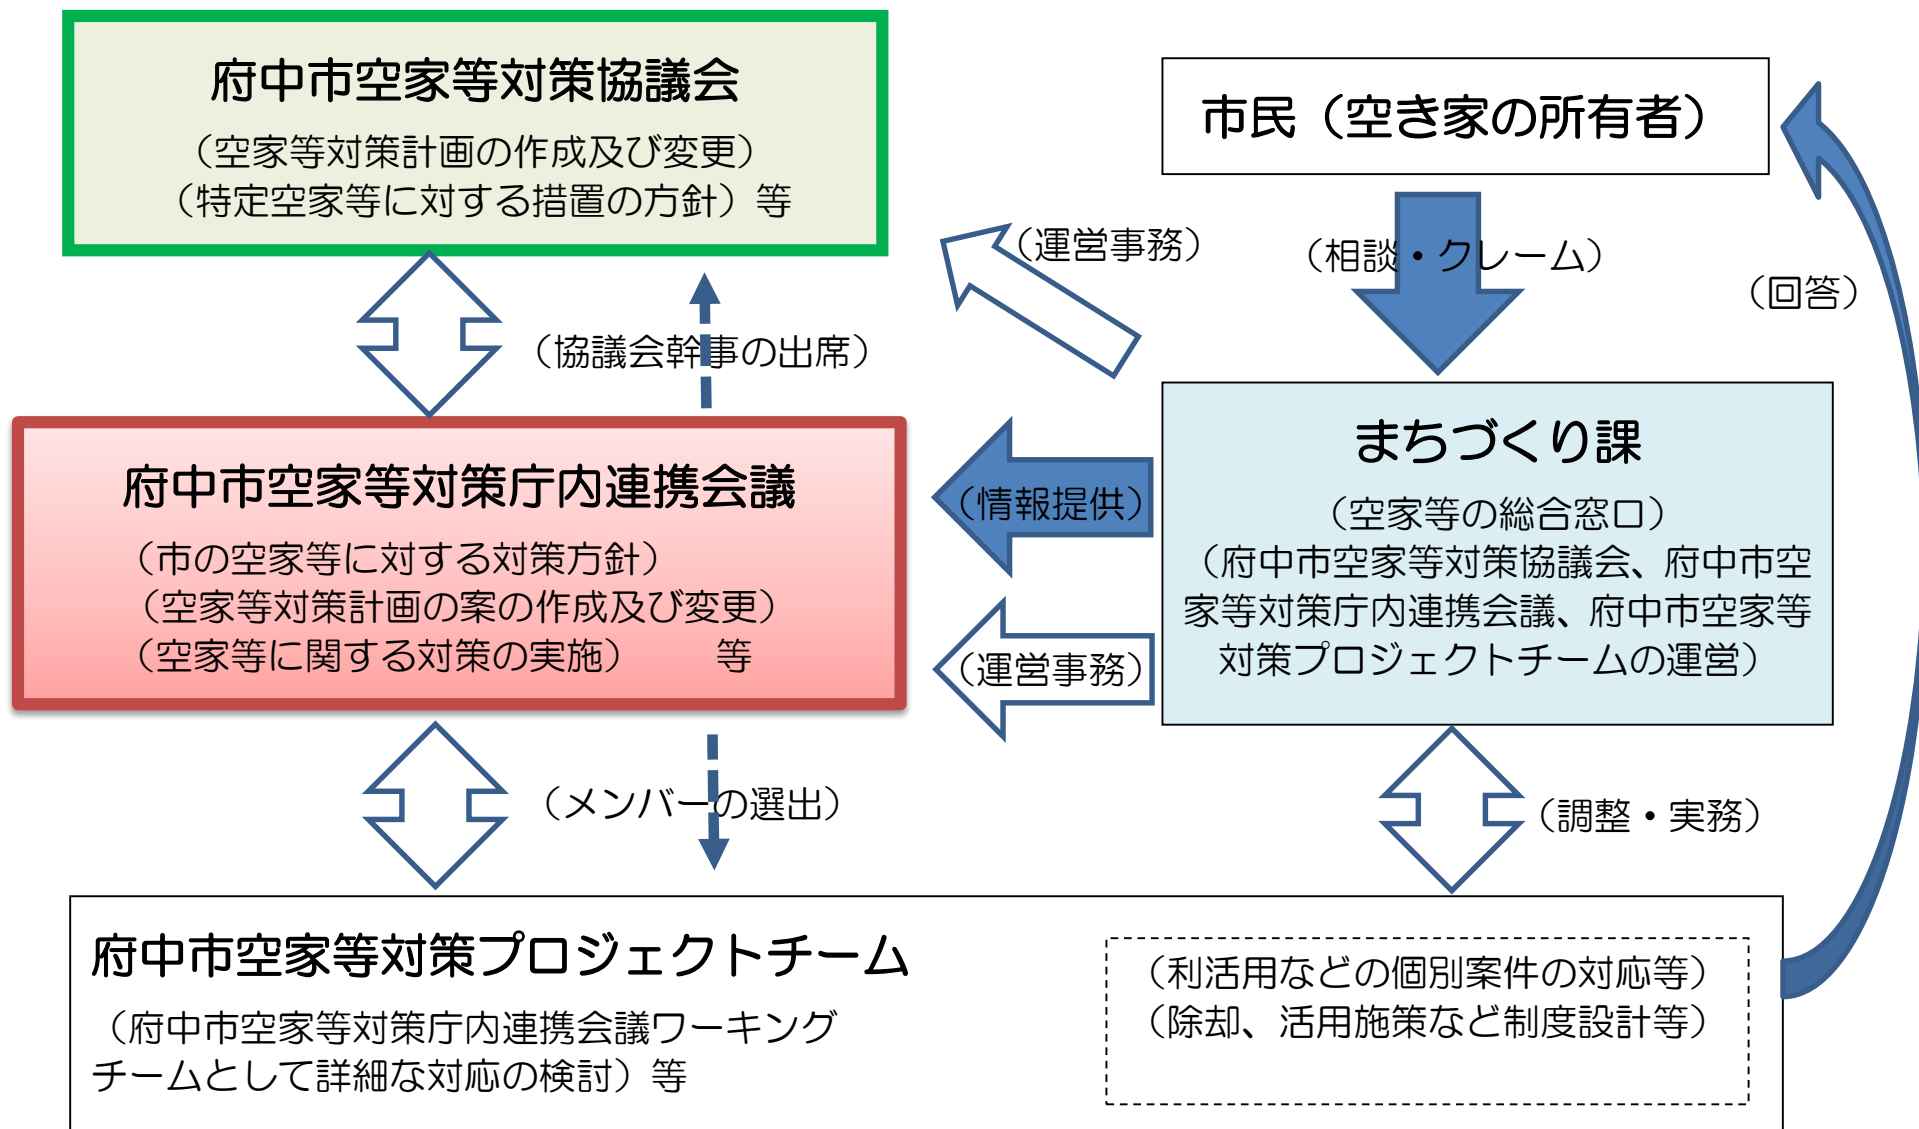 府中市空家等対策協議会
（空家等対策計画の作成及び変更）
（特定空家等に対する措置の方針）等
市民（空き家の所有者）
（運営事務）
（相談・クレーム）
（回答）
（協議会幹事の出席）
府中市空家等対策庁内連携会議
（市の空家等に対する対策方針）
（空家等対策計画の案の作成及び変更）
（空家等に関する対策の実施）　　等
（情報提供）
（運営事務）
まちづくり課
（空家等の総合窓口）
（府中市空家等対策協議会、府中市空
家等対策庁内連携会議、府中市空家等
対策プロジェクトチームの運営）
（メンバーの選出）
（調整・実務）
府中市空家等対策プロジェクトチーム
（府中市空家等対策庁内連携会議ワーキング
チームとして詳細な対応の検討）等
（利活用などの個別案件の対応等）
（除却、活用施策など制度設計等）